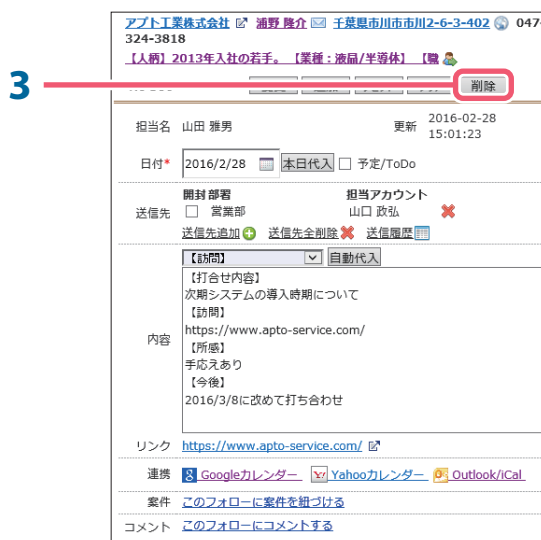 アプト工業株式会社 浦野 隆介 千葉県市川市市川2-6-3-402 047-
324-3818
【人柄】2013年入社の若手。【業種：液晶/半導体】【職
3
削除
担当名 山田 雅男 更新 2016-02-28
15:01:23
日付* 2016/2/28 本日代入 予定/ToDo
開封 部署 担当アカウント
送信先 営業部 山口 政弘
送信先追加 送信先全削除 送信履歴
【訪問】 自動代入
【打合せ内容】
次期システムの導入時期について
【訪問】
https://www.apto-service.com/
内容
【所感】
手応えあり
【今後】
2016/3/8に改めて打ち合わせ
リンク https://www.apto-service.com/
連携 Googleカレンダー Yahooカレンダー Outlook/iCal
案件 このフォローに案件を紐づける
コメント このフォローにコメントする